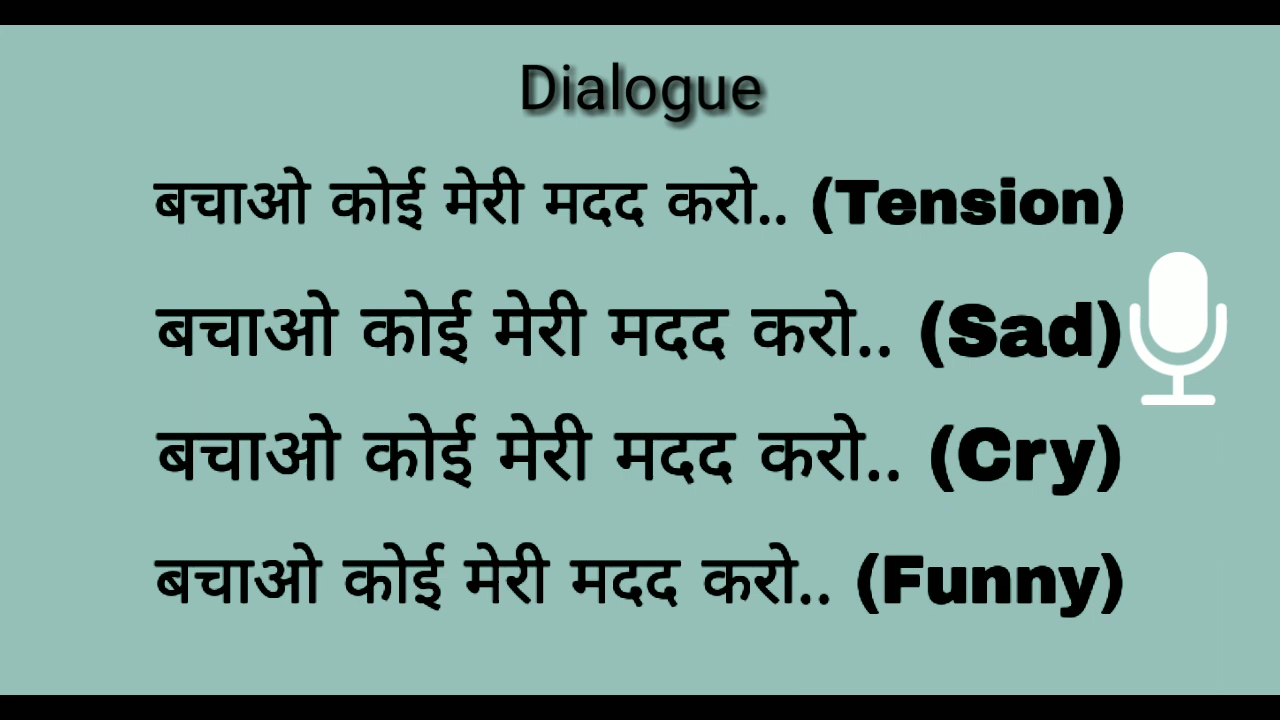 Dialogue
बचाओ कोई मेरी मदद करो.. (Tension)
बचाओ कोई मेरी मदद करो.. (Sad)
बचाओ कोई मेरी मदद करो.. (Cry)
बचाओ कोई मेरी मदद करो.. (Funny)